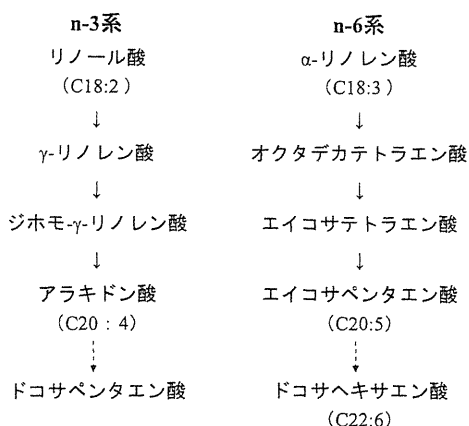 n-3系
リノール酸
（C18:2 ）
↓
γ-リノレン酸
↓
ジホモ-γ-リノレン酸
↓
アラキドン酸
（C20 : 4）
ドコサペンタエン酸
n-6系
α-リノレン酸
（C18:3 ）
↓
オクタデカテトラエン酸
↓
エイコサテトラエン酸
↓
エイコサペンタエン酸
（C20:5）
ドコサヘキサエン酸
（C22:6）